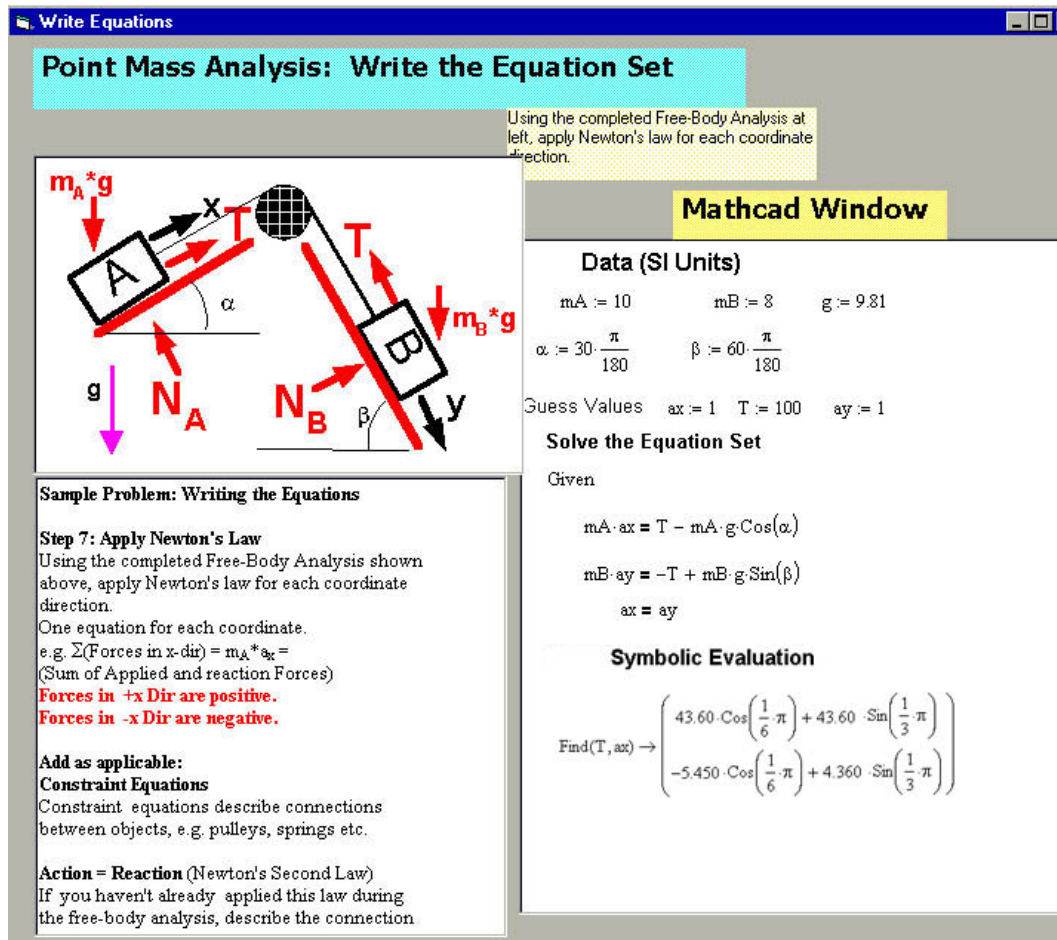 Write Equations
Point Mass Analysis: Write the Equation Set
Using the completed Free-Body Analysis at
left, apply Newton's law for each coordinate
direction.
m_A*g
x
T
A
α
N_A
g
T
m_B*g
B
N_B
β
y
Mathcad Window
Data (SI Units)
mA := 10 mB := 8 g := 9.81
α := 30·π/180 β := 60·π/180
Guess Values ax := 1 T := 100 ay := 1
Solve the Equation Set
Given
mA·ax = T − mA·g·Cos(α)
mB·ay = −T + mB·g·Sin(β)
ax = ay
Symbolic Evaluation
Find(T, ax) → ( 43.60·Cos(1/6·π) + 43.60 ·Sin(1/3·π)
−5.450·Cos(1/6·π) + 4.360 ·Sin(1/3·π) )
Sample Problem: Writing the Equations
Step 7: Apply Newton's Law
Using the completed Free-Body Analysis shown
above, apply Newton's law for each coordinate
direction.
One equation for each coordinate.
e.g. Σ(Forces in x-dir) = m_A*a_x =
(Sum of Applied and reaction Forces)
Forces in +x Dir are positive.
Forces in -x Dir are negative.
Add as applicable:
Constraint Equations
Constraint equations describe connections
between objects, e.g. pulleys, springs etc.
Action = Reaction (Newton's Second Law)
If you haven't already applied this law during
the free-body analysis, describe the connection